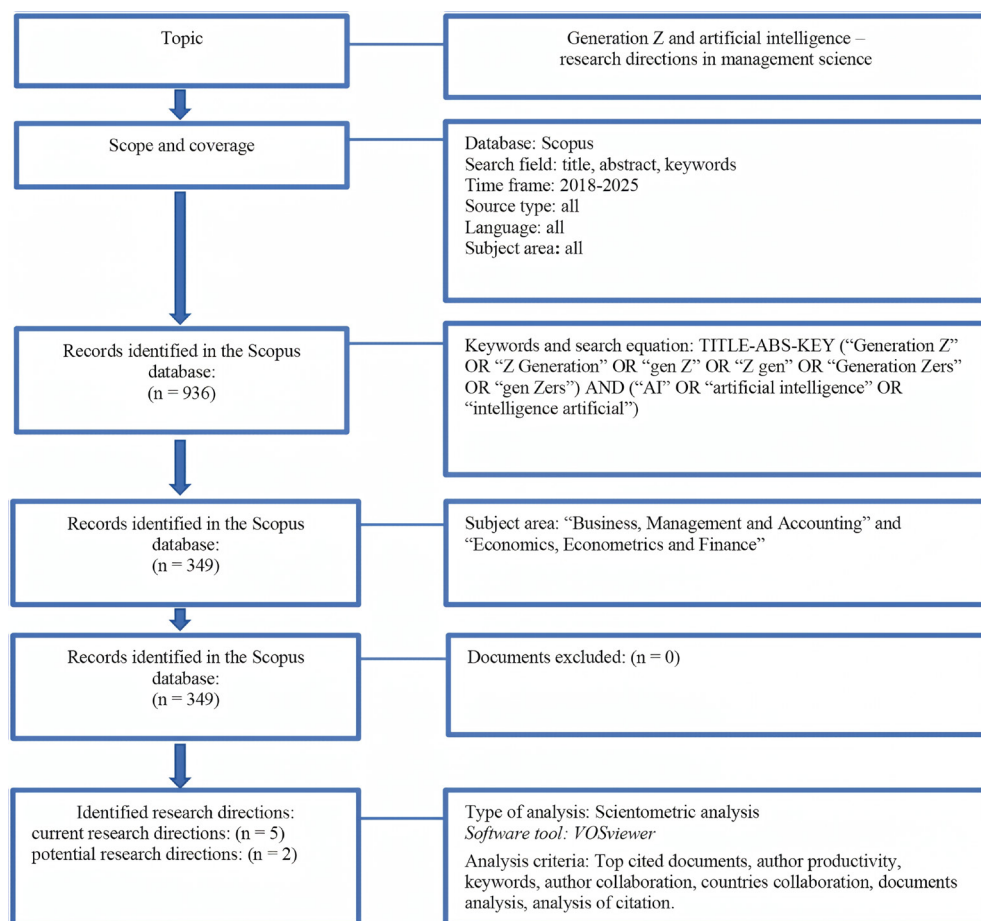 Topic
Generation Z and artificial intelligence –
research directions in management science
Scope and coverage
Database: Scopus
Search field: title, abstract, keywords
Time frame: 2018-2025
Source type: all
Language: all
Subject area: all
Records identified in the Scopus
database:
(n = 936)
Keywords and search equation: TITLE-ABS-KEY (“Generation Z”
OR “Z Generation” OR “gen Z” OR “Z gen” OR “Generation Zers”
OR “gen Zers”) AND (“AI” OR “artificial intelligence” OR
“intelligence artificial”)
Records identified in the Scopus
database:
(n = 349)
Subject area: “Business, Management and Accounting” and
“Economics, Econometrics and Finance”
Records identified in the Scopus
database:
(n = 349)
Documents excluded: (n = 0)
Identified research directions:
current research directions: (n = 5)
potential research directions: (n = 2)
Type of analysis: Scientometric analysis
Software tool: VOSviewer
Analysis criteria: Top cited documents, author productivity,
keywords, author collaboration, countries collaboration, documents
analysis, analysis of citation.